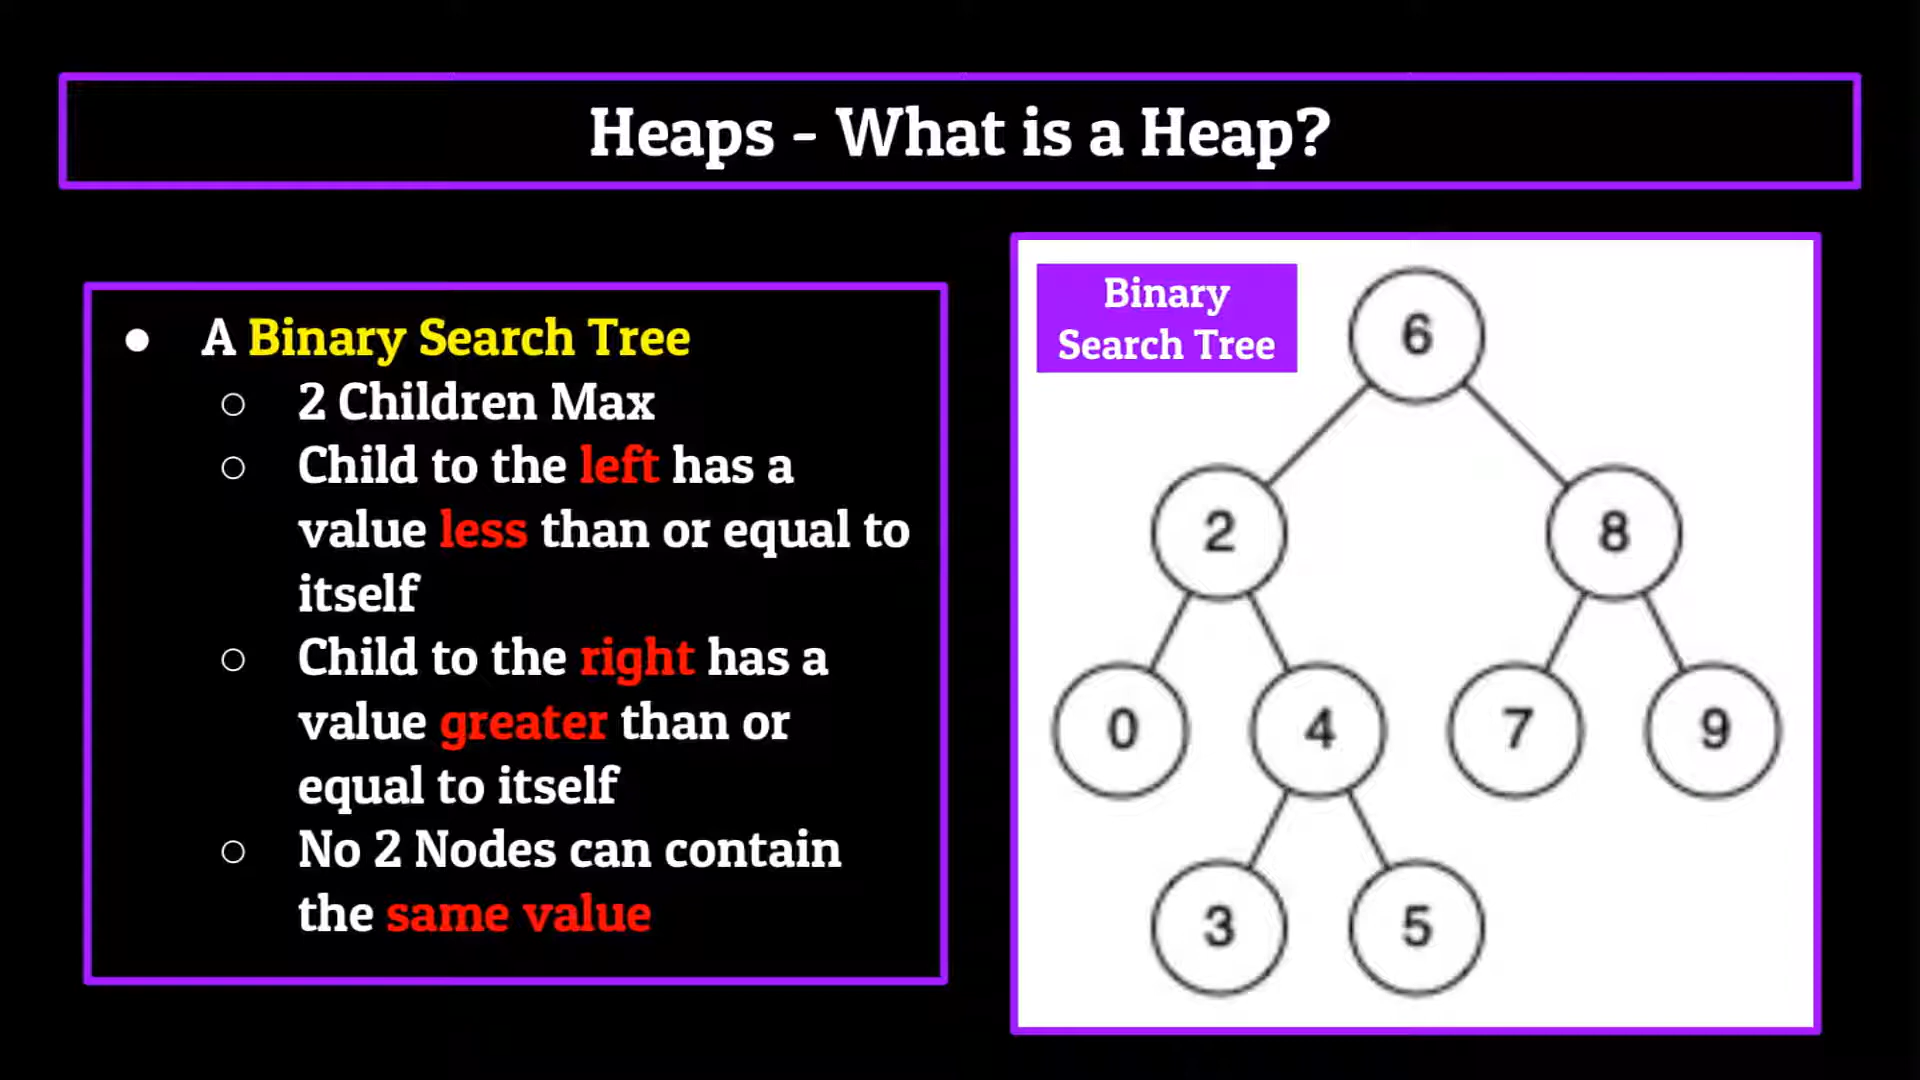 Heaps - What is a Heap?
● A Binary Search Tree
○ 2 Children Max
○ Child to the left has a
value less than or equal to
itself
○ Child to the right has a
value greater than or
equal to itself
○ No 2 Nodes can contain
the same value
Binary
Search Tree
6
2 8
0 4 7 9
3 5